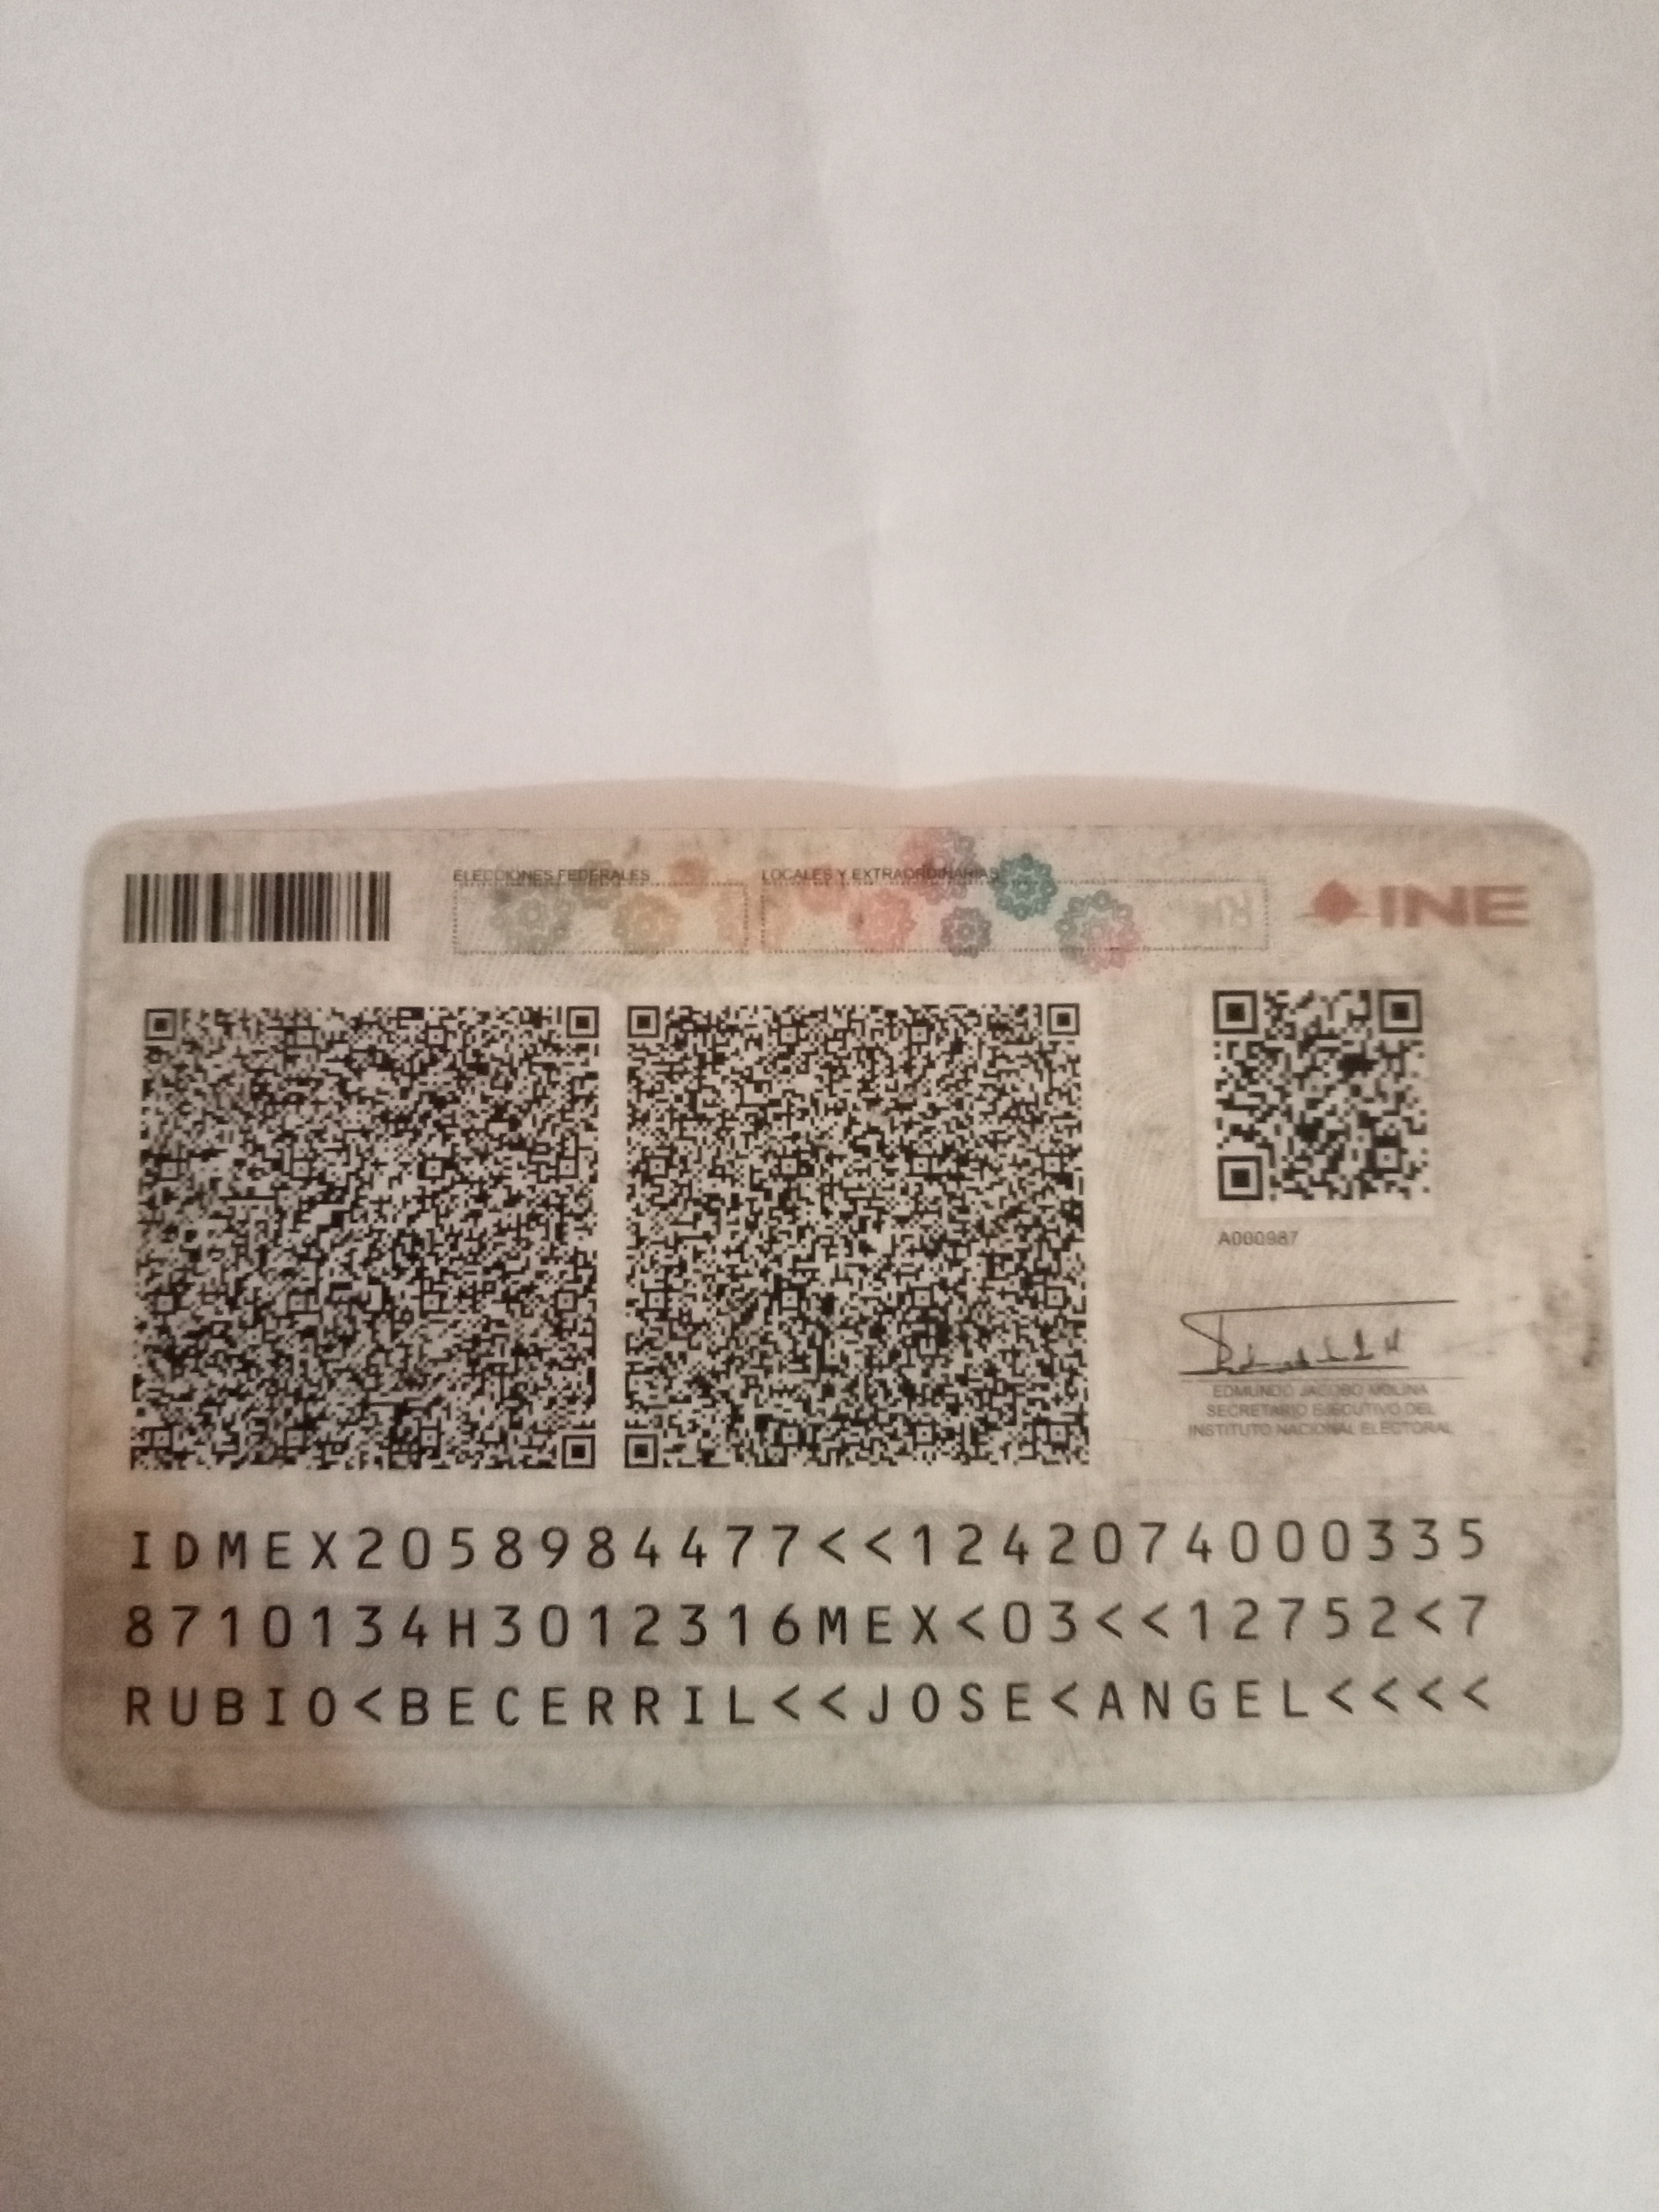 ELECCIONES FEDERALES
LOCALES Y EXTRAORDINARIAS
INE
A000987
EDMUNDO JACOBO MOLINA
SECRETARIO EJECUTIVO DEL
INSTITUTO NACIONAL ELECTORAL
IDMEX2058984477<<1242074000335
8710134H3012316MEX<03<<12752<7
RUBIO<BECERRIL<<JOSE<ANGEL<<<<